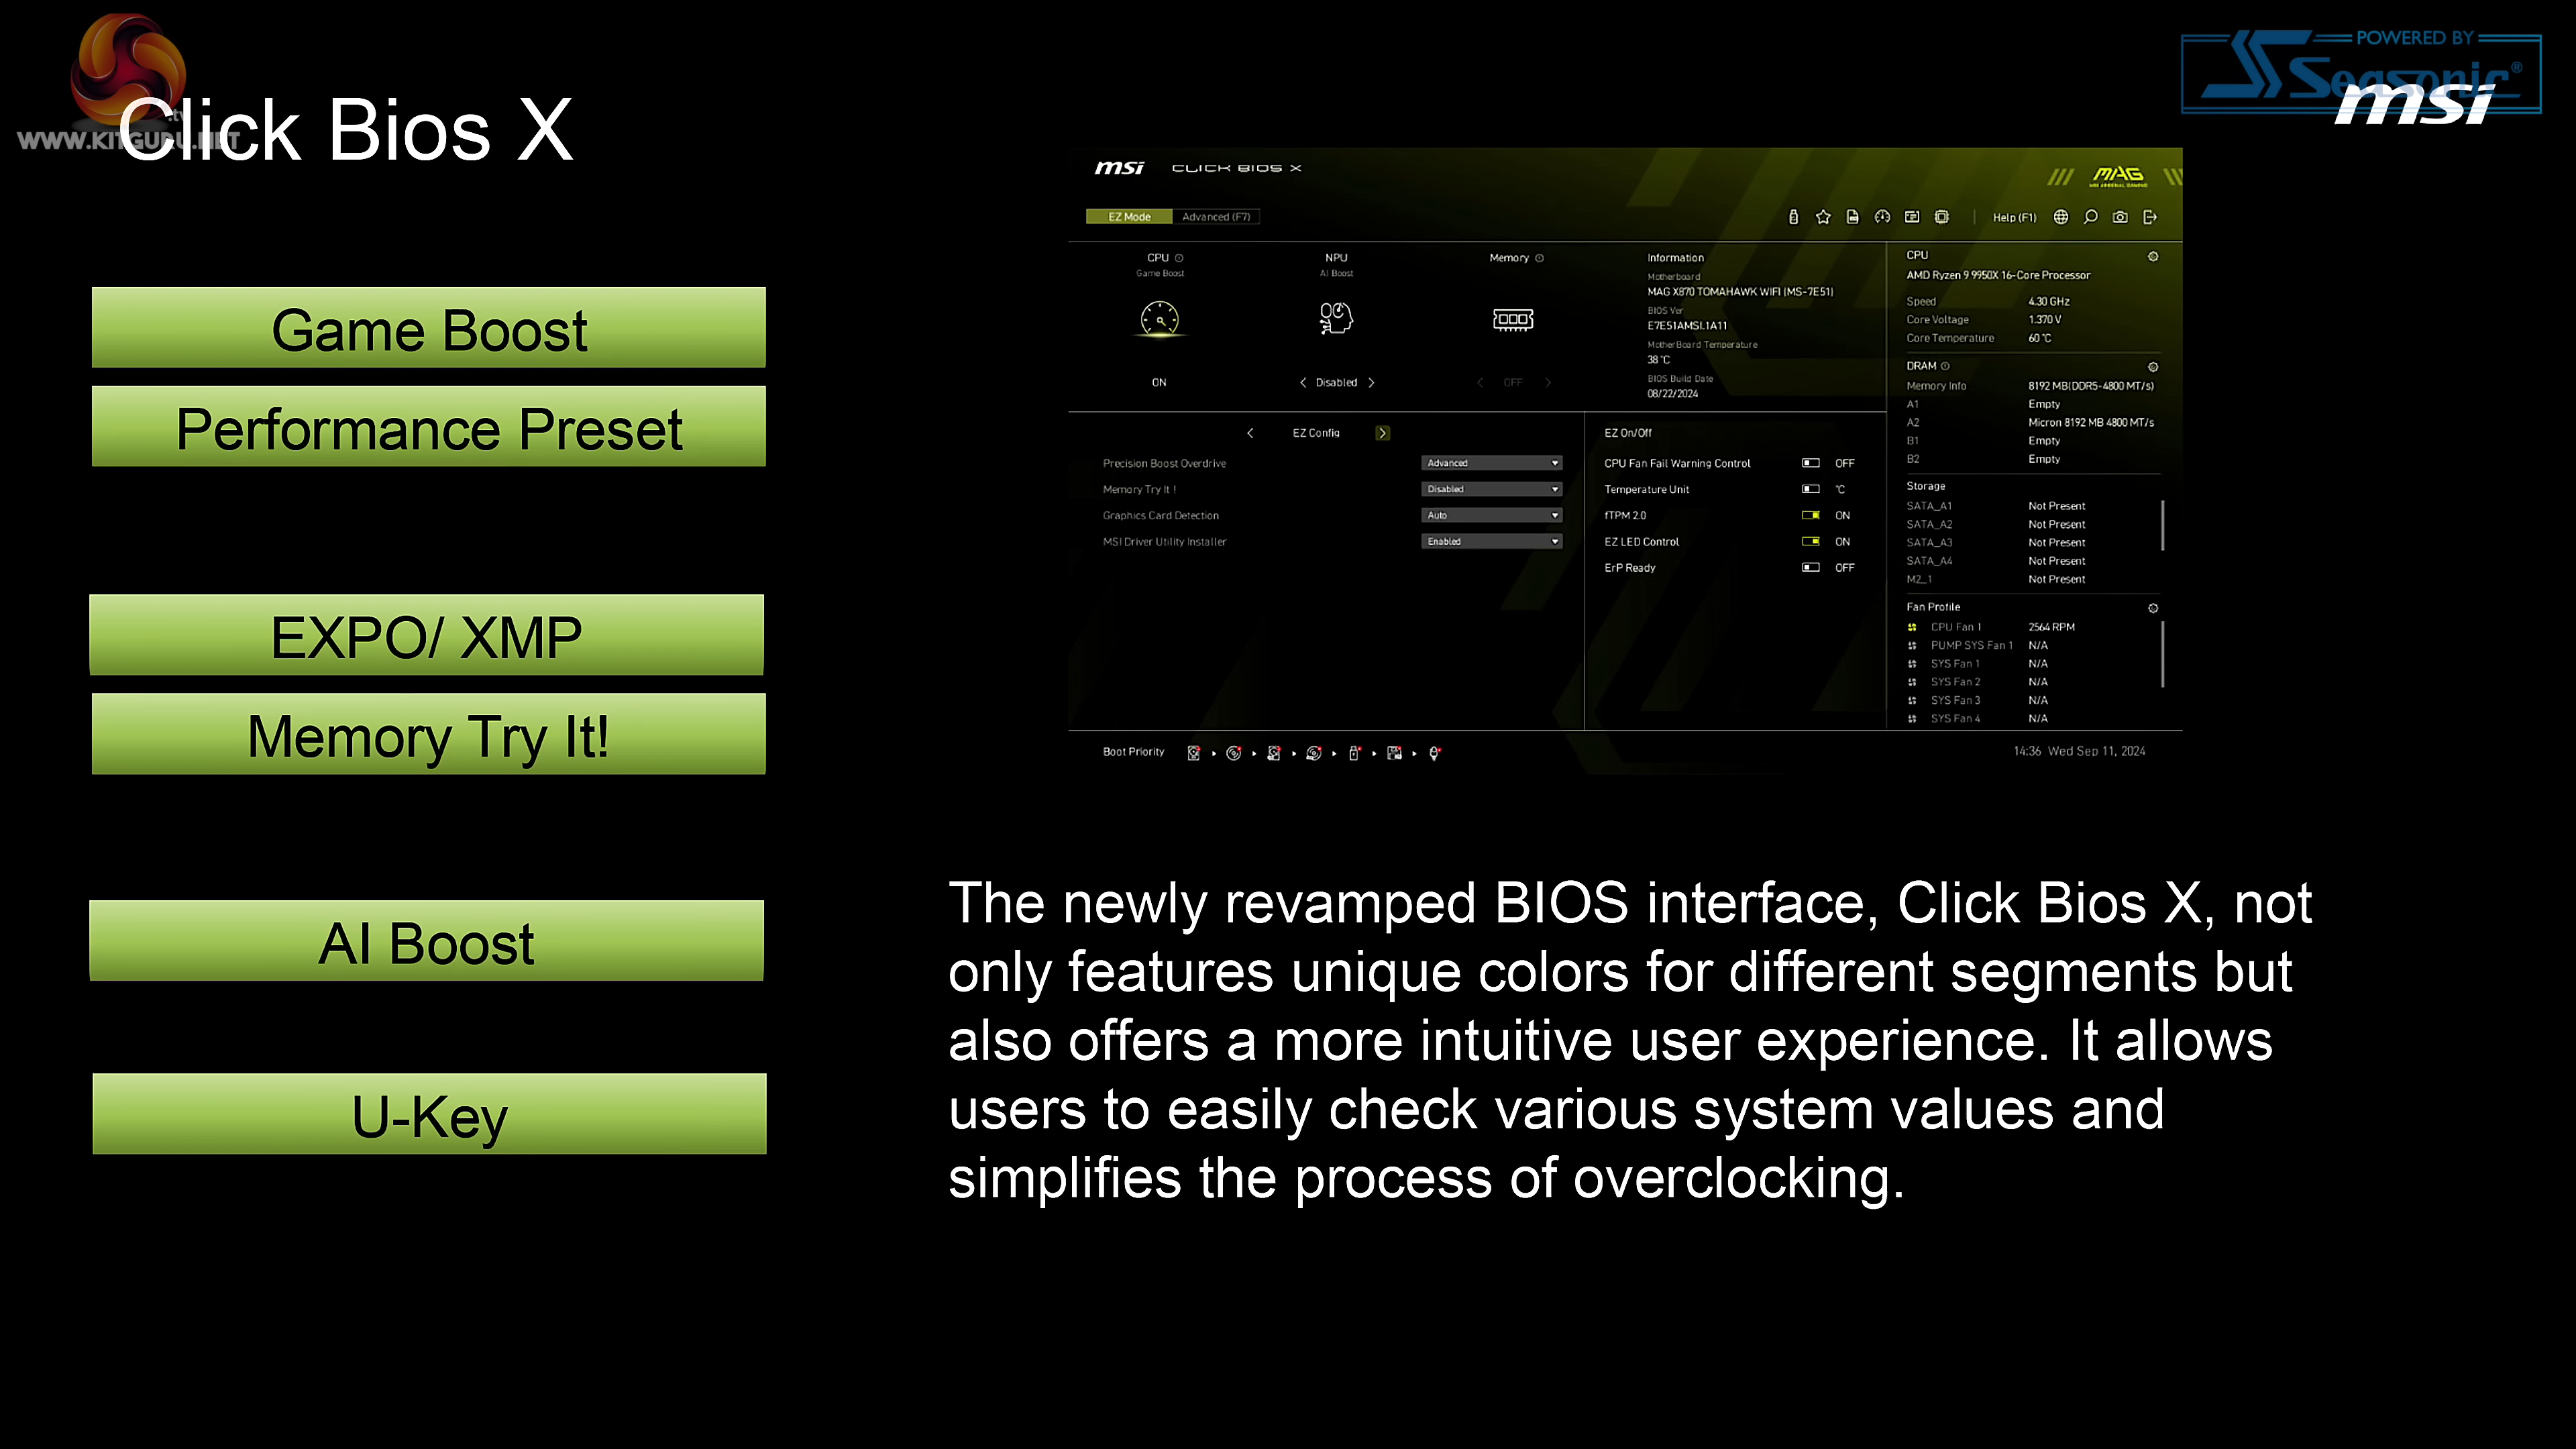 WWW.KITGURU.NET
.tv
Click Bios X
POWERED BY
Seasonic®
msi
Game Boost
Performance Preset
EXPO/ XMP
Memory Try It!
AI Boost
U-Key
msi CLICK BIOS X
MAG
MSI ARSENAL GAMING
EZ Mode Advanced (F7)
Help (F1)
CPU
Game Boost
ON
NPU
AI Boost
Disabled
Memory
OFF
Information
Motherboard
MAG X870 TOMAHAWK WIFI (MS-7E51)
BIOS Ver
E7E51AMSI.1A11
MotherBoard Temperature
38 °C
BIOS Build Date
08/22/2024
EZ Config
Precision Boost Overdrive Advanced
Memory Try It ! Disabled
Graphics Card Detection Auto
MSI Driver Utility Installer Enabled
EZ On/Off
CPU Fan Fail Warning Control OFF
Temperature Unit °C
fTPM 2.0 ON
EZ LED Control ON
ErP Ready OFF
CPU
AMD Ryzen 9 9950X 16-Core Processor
Speed 4.30 GHz
Core Voltage 1.370 V
Core Temperature 60 °C
DRAM
Memory Info 8192 MB(DDR5-4800 MT/s)
A1 Empty
A2 Micron 8192 MB 4800 MT/s
B1 Empty
B2 Empty
Storage
SATA_A1 Not Present
SATA_A2 Not Present
SATA_A3 Not Present
SATA_A4 Not Present
M2_1 Not Present
Fan Profile
CPU Fan 1 2564 RPM
PUMP SYS Fan 1 N/A
SYS Fan 1 N/A
SYS Fan 2 N/A
SYS Fan 3 N/A
SYS Fan 4 N/A
Boot Priority
14:36 Wed Sep 11, 2024
The newly revamped BIOS interface, Click Bios X, not
only features unique colors for different segments but
also offers a more intuitive user experience. It allows
users to easily check various system values and
simplifies the process of overclocking.